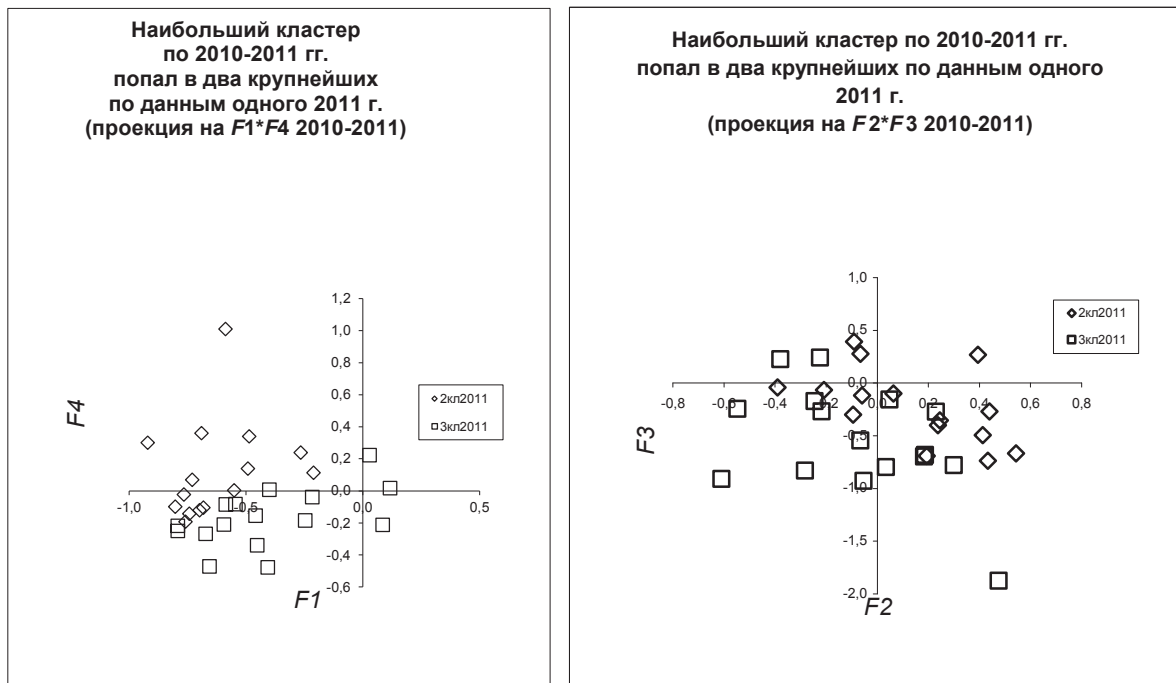 Наибольший кластер
по 2010-2011 гг.
попал в два крупнейших
по данным одного 2011 г.
(проекция на F1*F4 2010-2011)
1,2
1,0
0,8
0,6
0,4
0,2
0,0
-0,2
-0,4
-0,6
-1,0
-0,5
0,0
0,5
F4
F1
2кл2011
3кл2011
Наибольший кластер по 2010-2011 гг.
попал в два крупнейших по данным одного
2011 г.
(проекция на F2*F3 2010-2011)
1,0
0,5
0,0
-0,5
-1,0
-1,5
-2,0
-0,8
-0,6
-0,4
-0,2
0,0
0,2
0,4
0,6
0,8
F3
F2
2кл2011
3кл2011